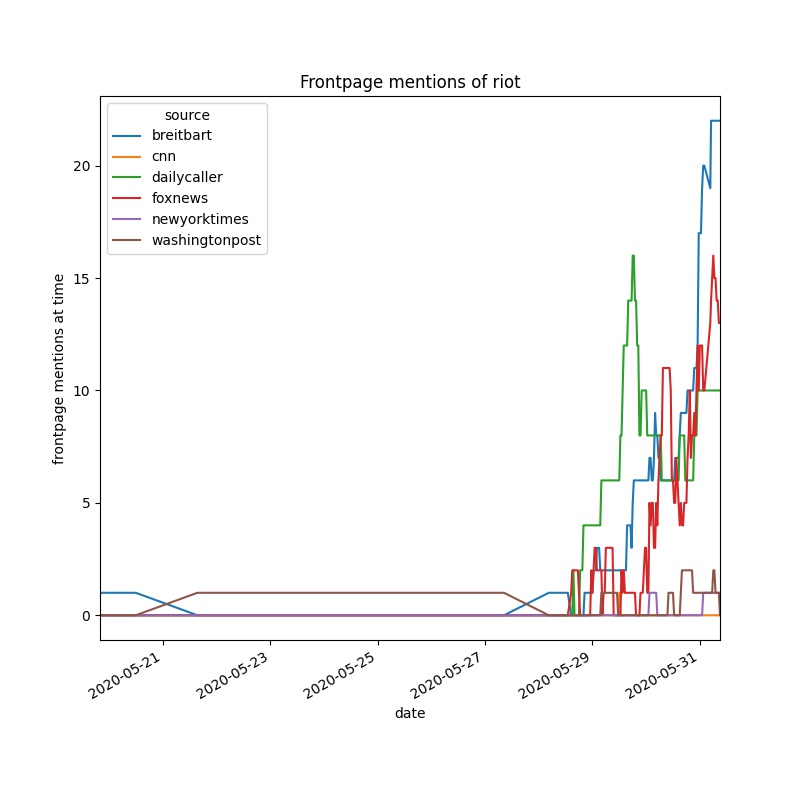 Frontpage mentions of riot
source
breitbart
cnn
dailycaller
foxnews
newyorktimes
washingtonpost
frontpage mentions at time
20
15
10
5
0
2020-05-21
2020-05-23
2020-05-25
2020-05-27
2020-05-29
2020-05-31
date